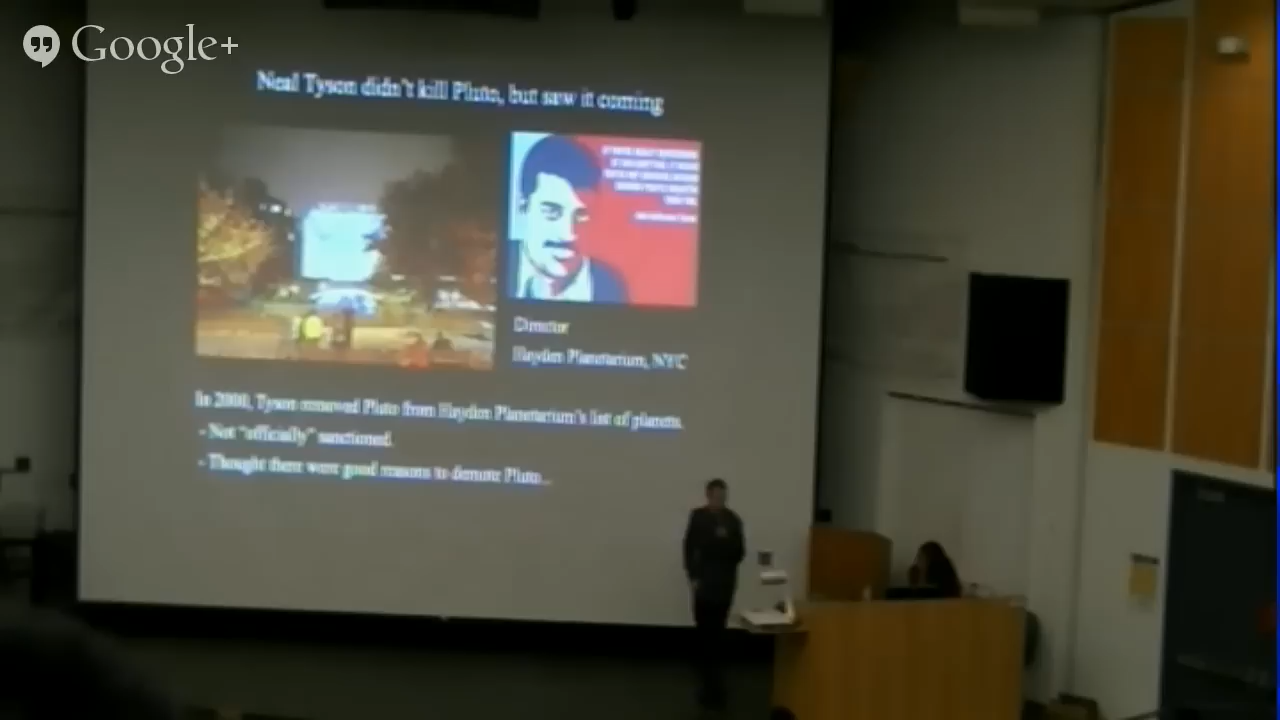 Google+
Neal Tyson didn't kill Pluto, but saw it coming
Director
Hayden Planetarium, NYC
In 2000, Tyson removed Pluto from Hayden Planetarium's list of planets.
- Not "officially" sanctioned.
- Thought there were good reasons to demote Pluto...